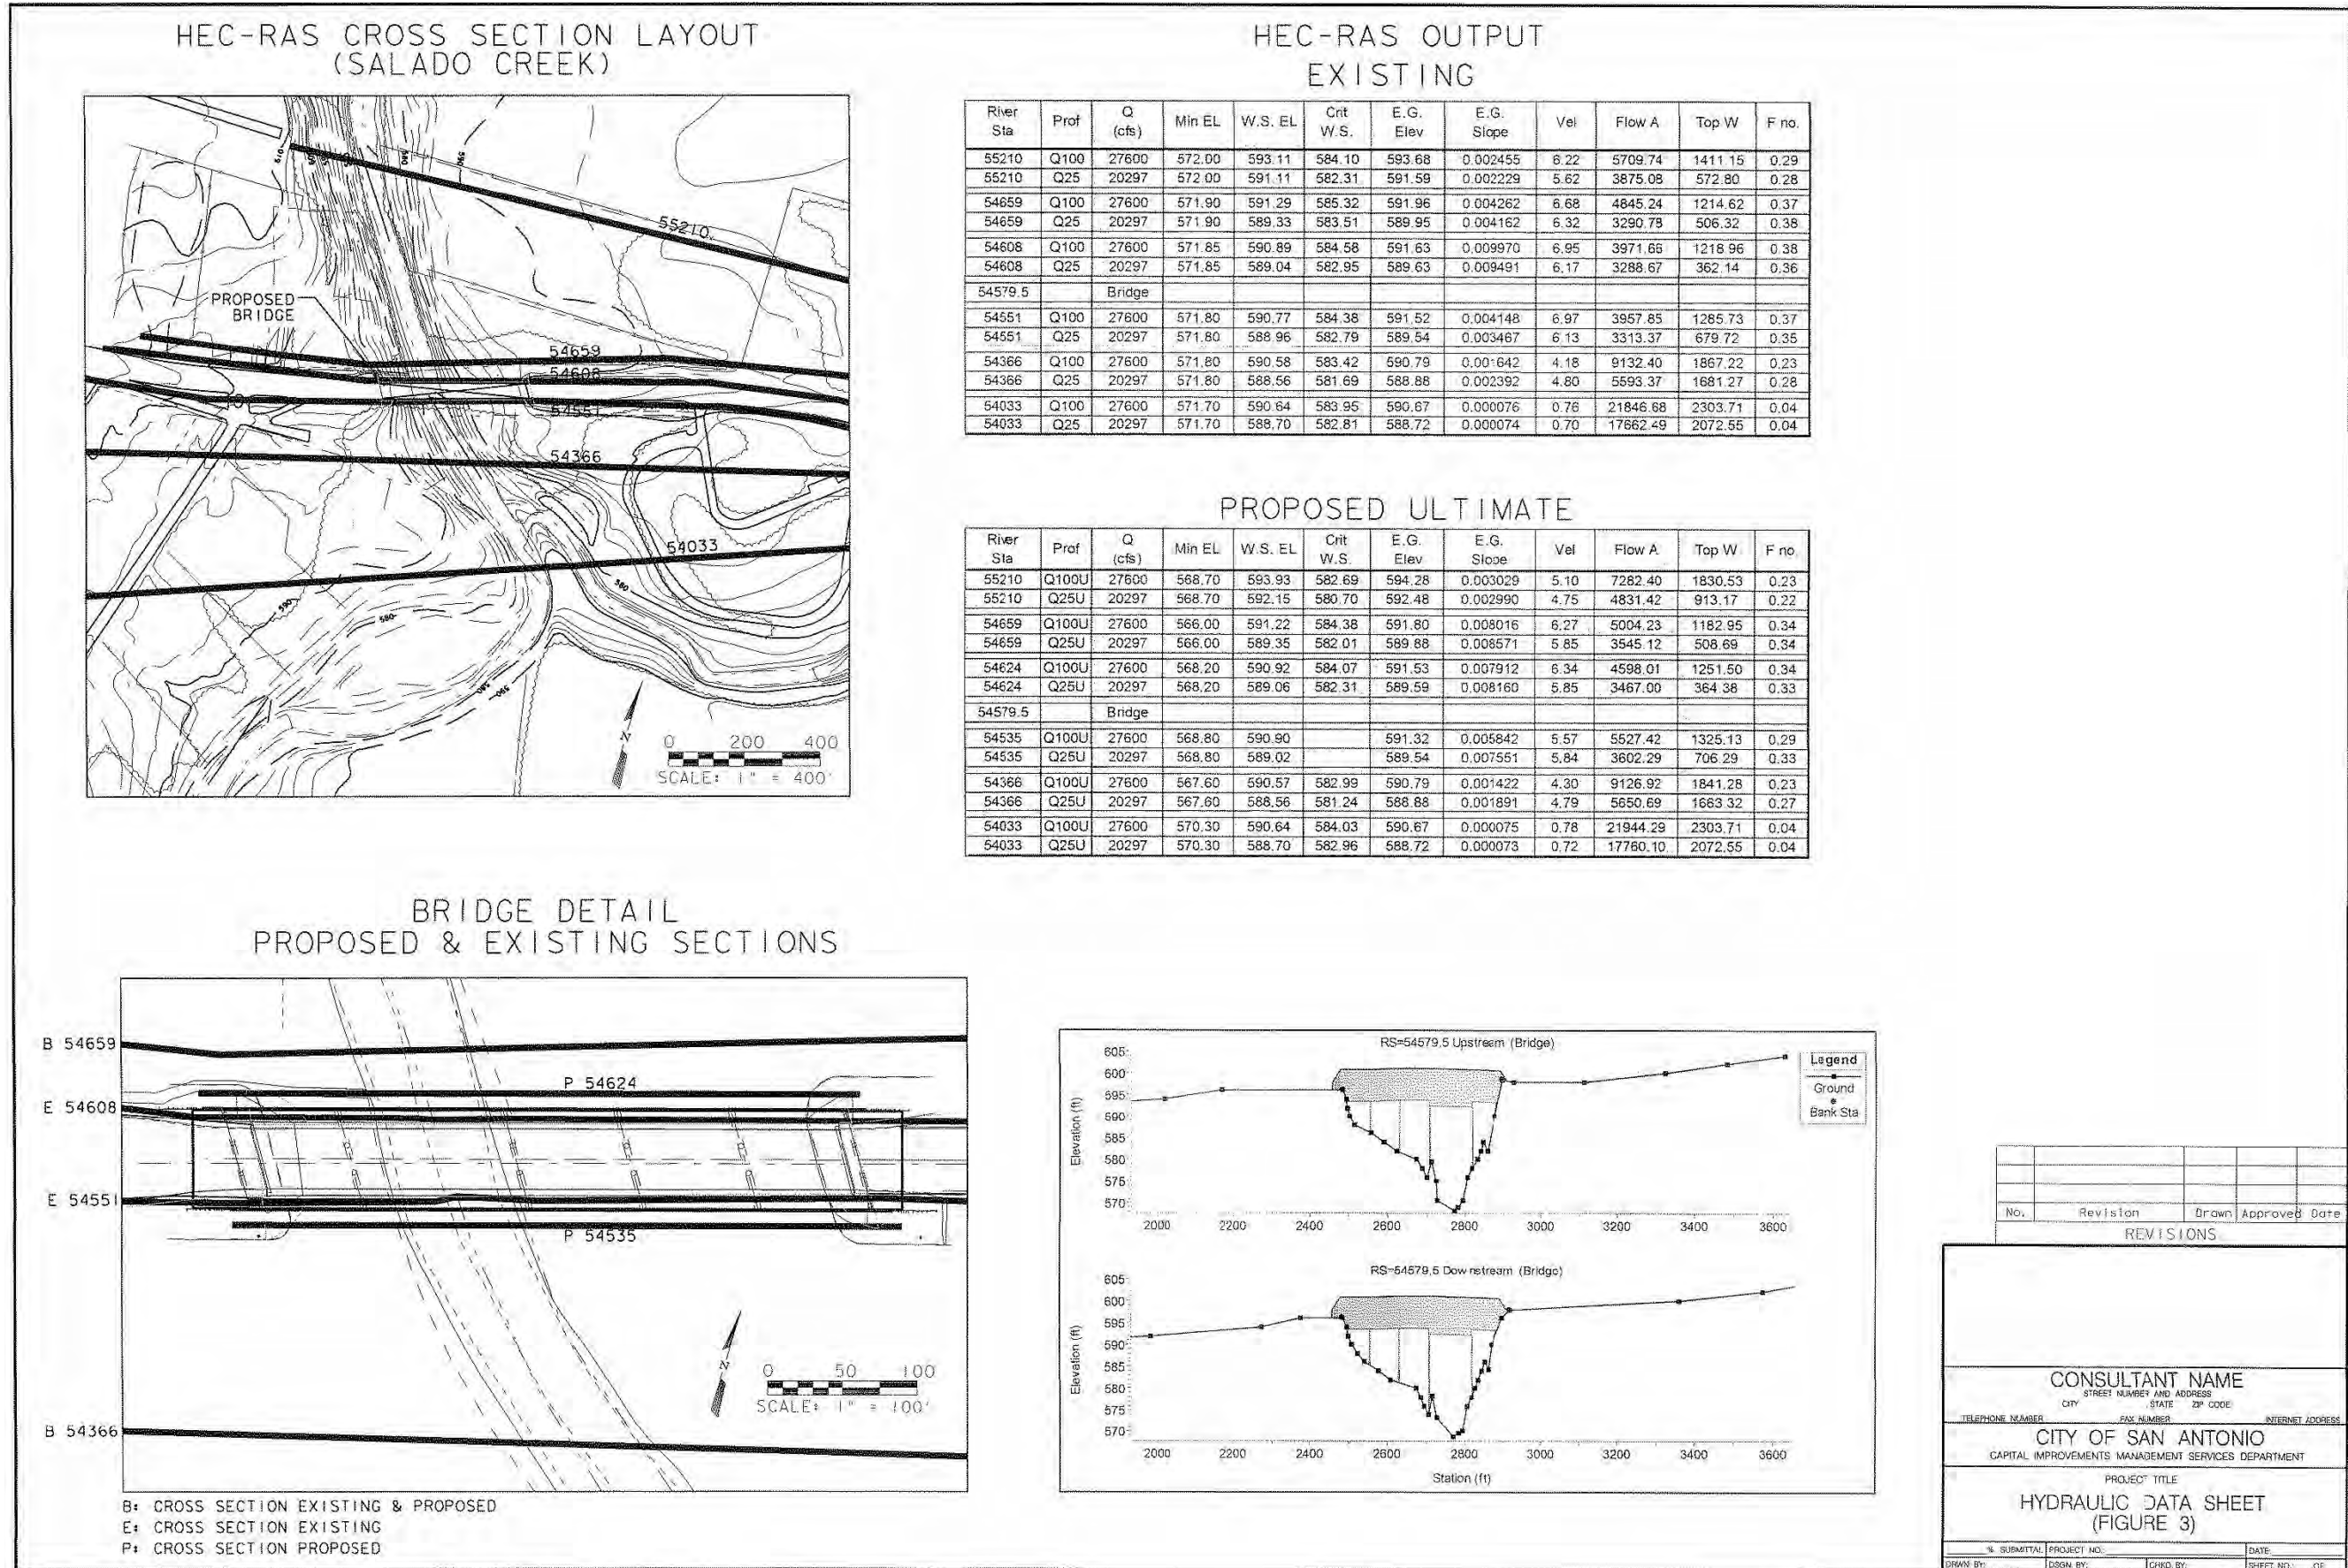 HEC-RAS CROSS SECTION LAYOUT
(SALADO CREEK)
55210
PROPOSED
BRIDGE
54659
54608
54551
54366
54033
590
580
590
580
580
590
N
0 200 400
SCALE: 1" = 400'
HEC-RAS OUTPUT
EXISTING
River Sta Prof Q (cfs) Min EL W.S. EL Crit W.S. E.G. Elev E.G. Slope Vel Flow A Top W F no.
55210 Q100 27600 572.00 593.11 584.10 593.68 0.002455 6.22 5709.74 1411.15 0.29
55210 Q25 20297 572.00 591.11 582.31 591.59 0.002229 5.62 3875.08 572.80 0.28
54659 Q100 27600 571.90 591.29 585.32 591.96 0.004262 6.68 4845.24 1214.62 0.37
54659 Q25 20297 571.90 589.33 583.51 589.95 0.004162 6.32 3290.78 506.32 0.38
54608 Q100 27600 571.85 590.89 584.58 591.63 0.009970 6.95 3971.66 1218.96 0.38
54608 Q25 20297 571.85 589.04 582.95 589.63 0.009491 6.17 3288.67 362.14 0.36
54579.5 Bridge
54551 Q100 27600 571.80 590.77 584.38 591.52 0.004148 6.97 3957.85 1285.73 0.37
54551 Q25 20297 571.80 588.96 582.79 589.54 0.003467 6.13 3313.37 679.72 0.35
54366 Q100 27600 571.80 590.58 583.42 590.79 0.001642 4.18 9132.40 1867.22 0.23
54366 Q25 20297 571.80 588.56 581.69 588.88 0.002392 4.80 5593.37 1681.27 0.28
54033 Q100 27600 571.70 590.64 583.95 590.67 0.000076 0.76 21846.68 2303.71 0.04
54033 Q25 20297 571.70 588.70 582.81 588.72 0.000074 0.70 17662.49 2072.55 0.04
PROPOSED ULTIMATE
River Sta Prof Q (cfs) Min EL W.S. EL Crit W.S. E.G. Elev E.G. Slope Vel Flow A Top W F no
55210 Q100U 27600 568.70 593.93 582.69 594.28 0.003029 5.10 7282.40 1830.53 0.23
55210 Q25U 20297 568.70 592.15 580.70 592.48 0.002990 4.75 4831.42 913.17 0.22
54659 Q100U 27600 566.00 591.22 584.38 591.80 0.008016 6.27 5004.23 1182.95 0.34
54659 Q25U 20297 566.00 589.35 582.01 589.88 0.008571 5.85 3545.12 508.69 0.34
54624 Q100U 27600 568.20 590.92 584.07 591.53 0.007912 6.34 4598.01 1251.50 0.34
54624 Q25U 20297 568.20 589.06 582.31 589.59 0.008160 5.85 3467.00 364.38 0.33
54579.5 Bridge
54535 Q100U 27600 568.80 590.90 591.32 0.005842 5.57 5527.42 1325.13 0.29
54535 Q25U 20297 568.80 589.02 589.54 0.007551 5.84 3602.29 706.29 0.33
54366 Q100U 27600 567.60 590.57 582.99 590.79 0.001422 4.30 9126.92 1841.28 0.23
54366 Q25U 20297 567.60 588.56 581.24 588.88 0.001891 4.79 5650.69 1663.32 0.27
54033 Q100U 27600 570.30 590.64 584.03 590.67 0.000075 0.78 21944.29 2303.71 0.04
54033 Q25U 20297 570.30 588.70 582.96 588.72 0.000073 0.72 17760.10 2072.55 0.04
BRIDGE DETAIL
PROPOSED & EXISTING SECTIONS
B 54659
P 54624
E 54608
E 54551
P 54535
B 54366
N
0 50 100
SCALE: 1" = 100'
B: CROSS SECTION EXISTING & PROPOSED
E: CROSS SECTION EXISTING
P: CROSS SECTION PROPOSED
RS=54579.5 Upstream (Bridge)
Elevation (ft)
605
600
595
590
585
580
575
570
2000 2200 2400 2600 2800 3000 3200 3400 3600
Legend
Ground
Bank Sta
RS=54579.5 Downstream (Bridge)
Elevation (ft)
605
600
595
590
585
580
575
570
2000 2200 2400 2600 2800 3000 3200 3400 3600
Station (ft)
No. Revision Drawn Approved Date
REVISIONS
CONSULTANT NAME
STREET NUMBER AND ADDRESS
CITY STATE ZIP CODE
TELEPHONE NUMBER FAX NUMBER INTERNET ADDRESS
CITY OF SAN ANTONIO
CAPITAL IMPROVEMENTS MANAGEMENT SERVICES DEPARTMENT
PROJECT TITLE
HYDRAULIC DATA SHEET
(FIGURE 3)
% SUBMITTAL PROJECT NO.: DATE:
DRWN BY: DSGN BY: CHKD BY: SHEET NO.: OF